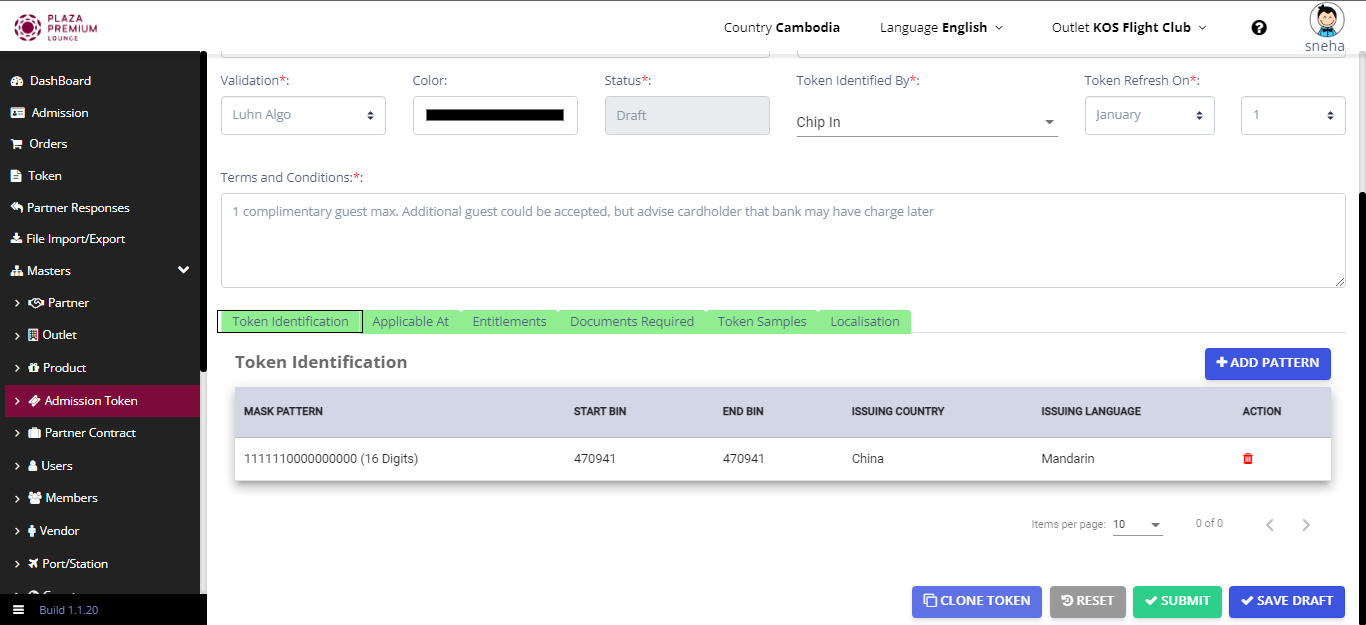 PLAZA
PREMIUM
LOUNGE
Country Cambodia
Language English
Outlet KOS Flight Club
sneha
DashBoard
Admission
Orders
Token
Partner Responses
File Import/Export
Masters
Partner
Outlet
Product
Admission Token
Partner Contract
Users
Members
Vendor
Port/Station
Build 1.1.20
Validation*: Color: Status*: Token Identified By*: Token Refresh On*:
Luhn Algo Draft Chip In January 1
Terms and Conditions:*:
1 complimentary guest max. Additional guest could be accepted, but advise cardholder that bank may have charge later
Token Identification Applicable At Entitlements Documents Required Token Samples Localisation
Token Identification
ADD PATTERN
MASK PATTERN START BIN END BIN ISSUING COUNTRY ISSUING LANGUAGE ACTION
1111110000000000 (16 Digits) 470941 470941 China Mandarin
Items per page: 10 0 of 0
CLONE TOKEN RESET SUBMIT SAVE DRAFT